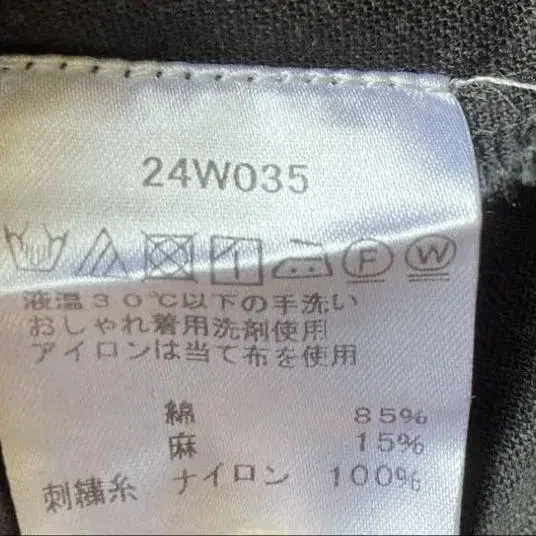 24W035
F W
液温30℃以下の手洗い
おしゃれ着用洗剤使用
アイロンは当て布を使用
綿 85%
麻 15%
刺繍糸 ナイロン 100%